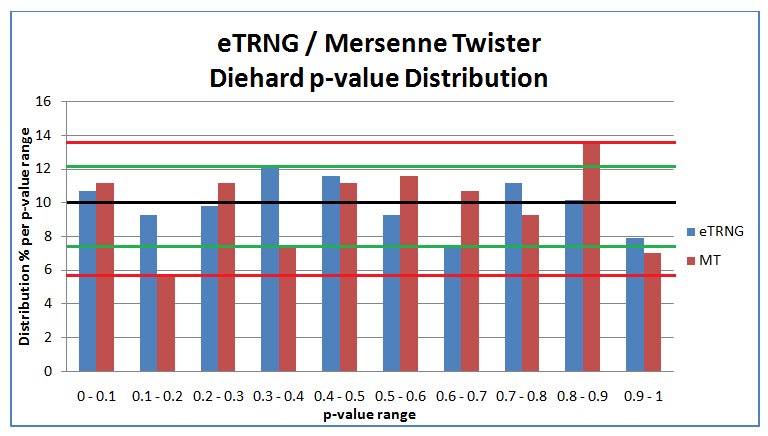 eTRNG / Mersenne Twister
Diehard p-value Distribution
Distribution % per p-value range
16
14
12
10
8
6
4
2
0
0 - 0.1 0.1 - 0.2 0.2 - 0.3 0.3 - 0.4 0.4 - 0.5 0.5 - 0.6 0.6 - 0.7 0.7 - 0.8 0.8 - 0.9 0.9 - 1
p-value range
eTRNG
MT